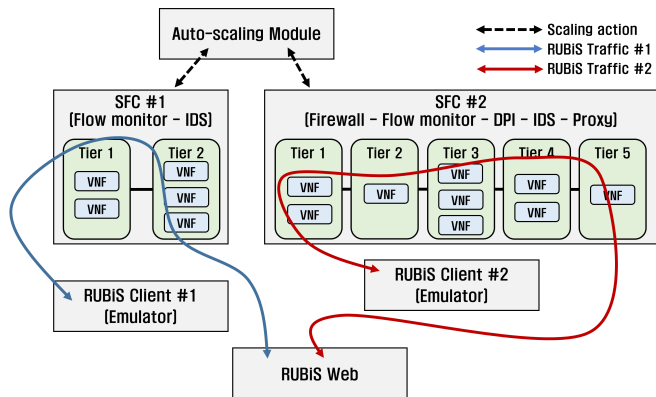 Auto-scaling Module
Scaling action
RUBiS Traffic #1
RUBiS Traffic #2
SFC #1
(Flow monitor - IDS)
Tier 1
VNF
VNF
Tier 2
VNF
VNF
VNF
SFC #2
(Firewall - Flow monitor - DPI - IDS - Proxy)
Tier 1
VNF
VNF
Tier 2
VNF
Tier 3
VNF
VNF
VNF
Tier 4
VNF
VNF
Tier 5
VNF
RUBiS Client #1
(Emulator)
RUBiS Client #2
(Emulator)
RUBiS Web